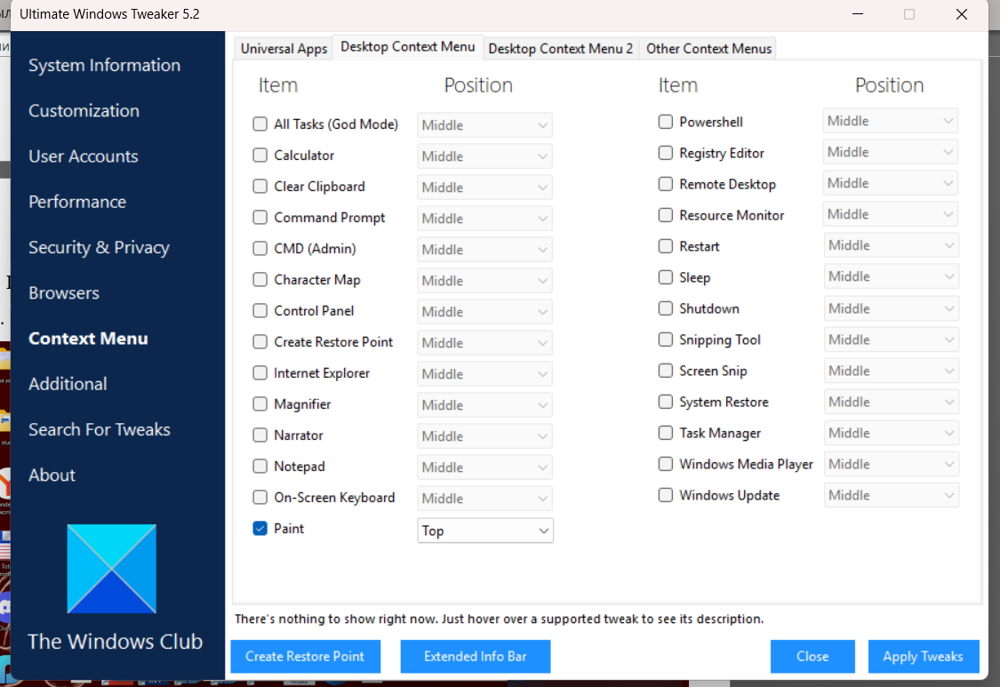 Ultimate Windows Tweaker 5.2
System Information
Customization
User Accounts
Performance
Security & Privacy
Browsers
Context Menu
Additional
Search For Tweaks
About
The Windows Club
Universal Apps Desktop Context Menu Desktop Context Menu 2 Other Context Menus
Item Position
All Tasks (God Mode) Middle
Calculator Middle
Clear Clipboard Middle
Command Prompt Middle
CMD (Admin) Middle
Character Map Middle
Control Panel Middle
Create Restore Point Middle
Internet Explorer Middle
Magnifier Middle
Narrator Middle
Notepad Middle
On-Screen Keyboard Middle
Paint Top
Item Position
Powershell Middle
Registry Editor Middle
Remote Desktop Middle
Resource Monitor Middle
Restart Middle
Sleep Middle
Shutdown Middle
Snipping Tool Middle
Screen Snip Middle
System Restore Middle
Task Manager Middle
Windows Media Player Middle
Windows Update Middle
There's nothing to show right now. Just hover over a supported tweak to see its description.
Create Restore Point Extended Info Bar Close Apply Tweaks